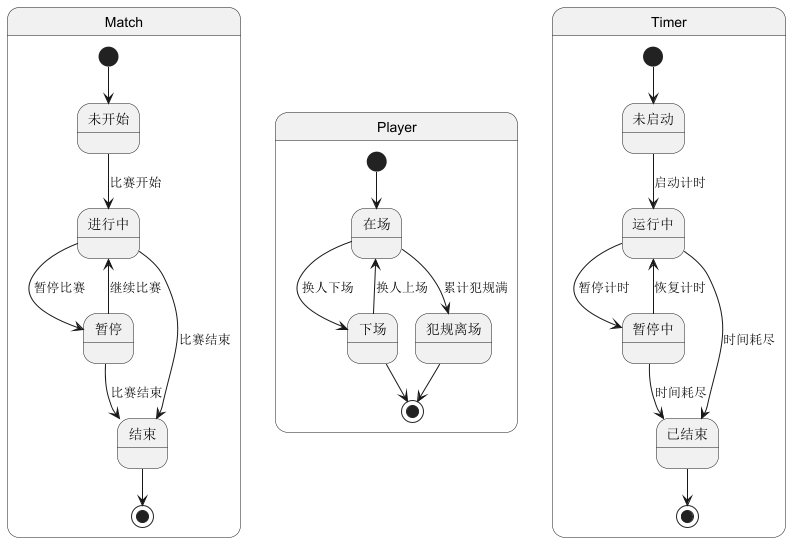 Match
未开始
比赛开始
进行中
暂停比赛
继续比赛
暂停
比赛结束
比赛结束
结束
Player
在场
换人下场
换人上场
累计犯规满
下场
犯规离场
Timer
未启动
启动计时
运行中
暂停计时
恢复计时
暂停中
时间耗尽
时间耗尽
已结束